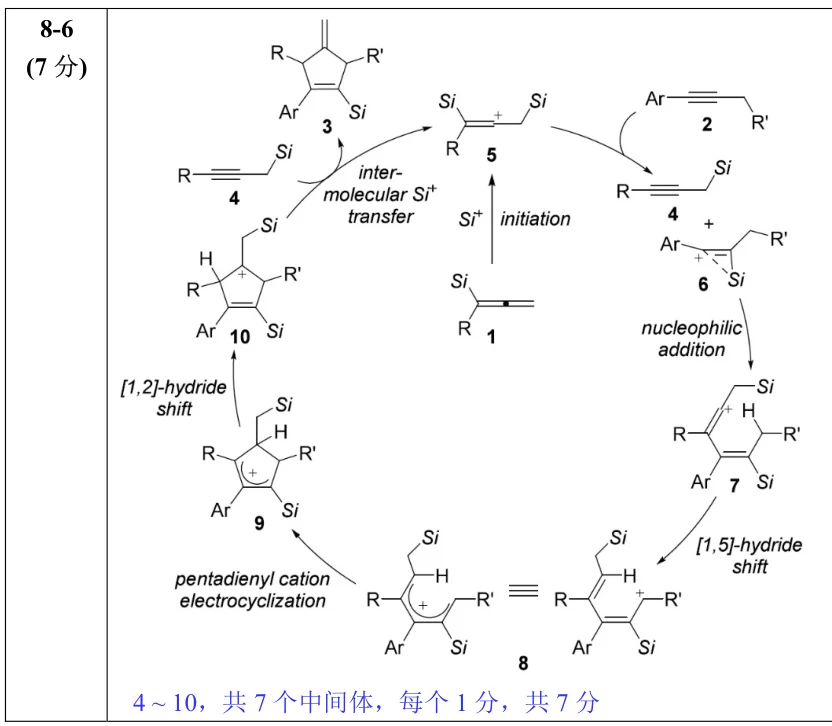 8-6
(7 分)
R
R'
Ar
Si
3
Si
Si
+
R
5
Ar
2
R'
R
Si
4
inter-
molecular Si⁺
transfer
Si⁺
initiation
Si
R
1
Si
R
4
+
Ar
R'
+
6
Si
nucleophilic
addition
Si
H
R
+
R'
Ar
Si
10
[1,2]-hydride
shift
Si
+
H
R
R'
Ar
Si
7
Si
H
R
R'
+
Ar
Si
9
[1,5]-hydride
shift
pentadienyl cation
electrocyclization
Si
H
R
+
R'
Ar
Si
Si
H
R
+
R'
Ar
Si
8
4 ~ 10，共 7 个中间体，每个 1 分，共 7 分